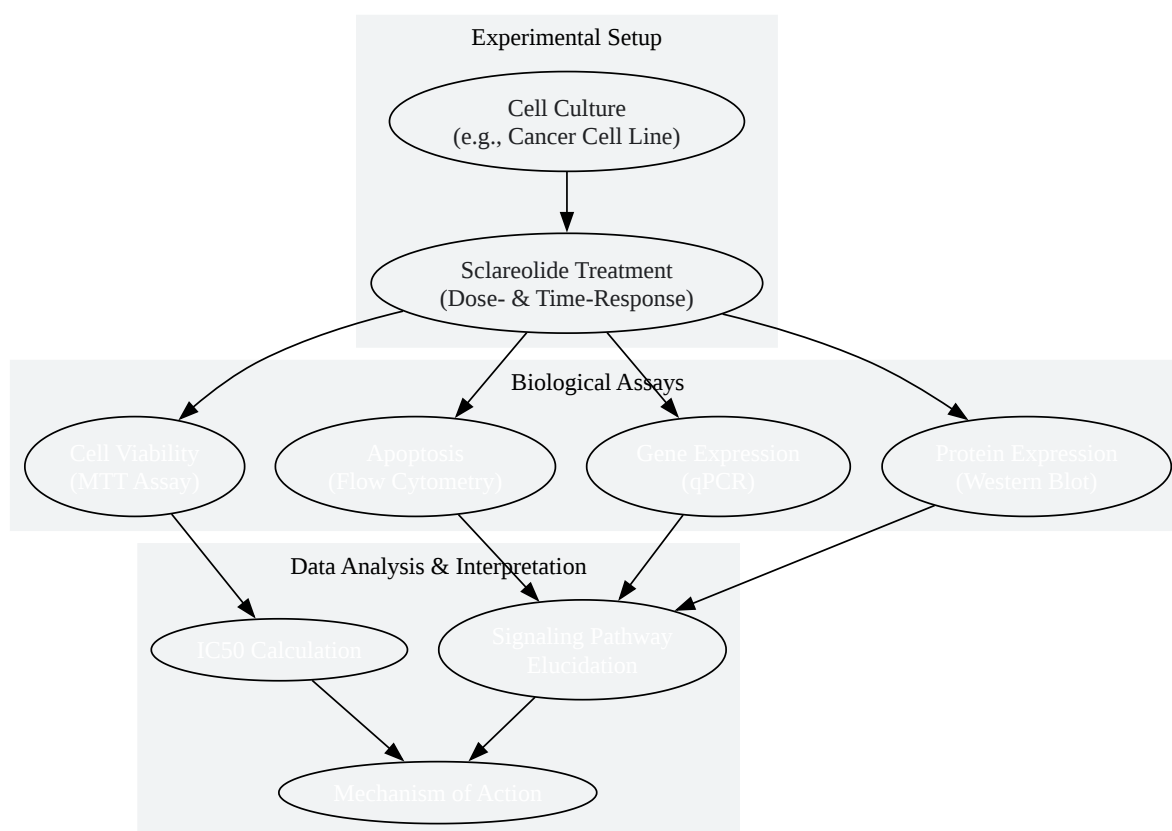 Experimental Setup
Cell Culture
(e.g., Cancer Cell Line)
Sclareolide Treatment
(Dose- & Time-Response)
Biological Assays
Cell Viability
(MTT Assay)
Apoptosis
(Flow Cytometry)
Gene Expression
(qPCR)
Protein Expression
(Western Blot)
Data Analysis & Interpretation
IC50 Calculation
Signaling Pathway
Elucidation
Mechanism of Action